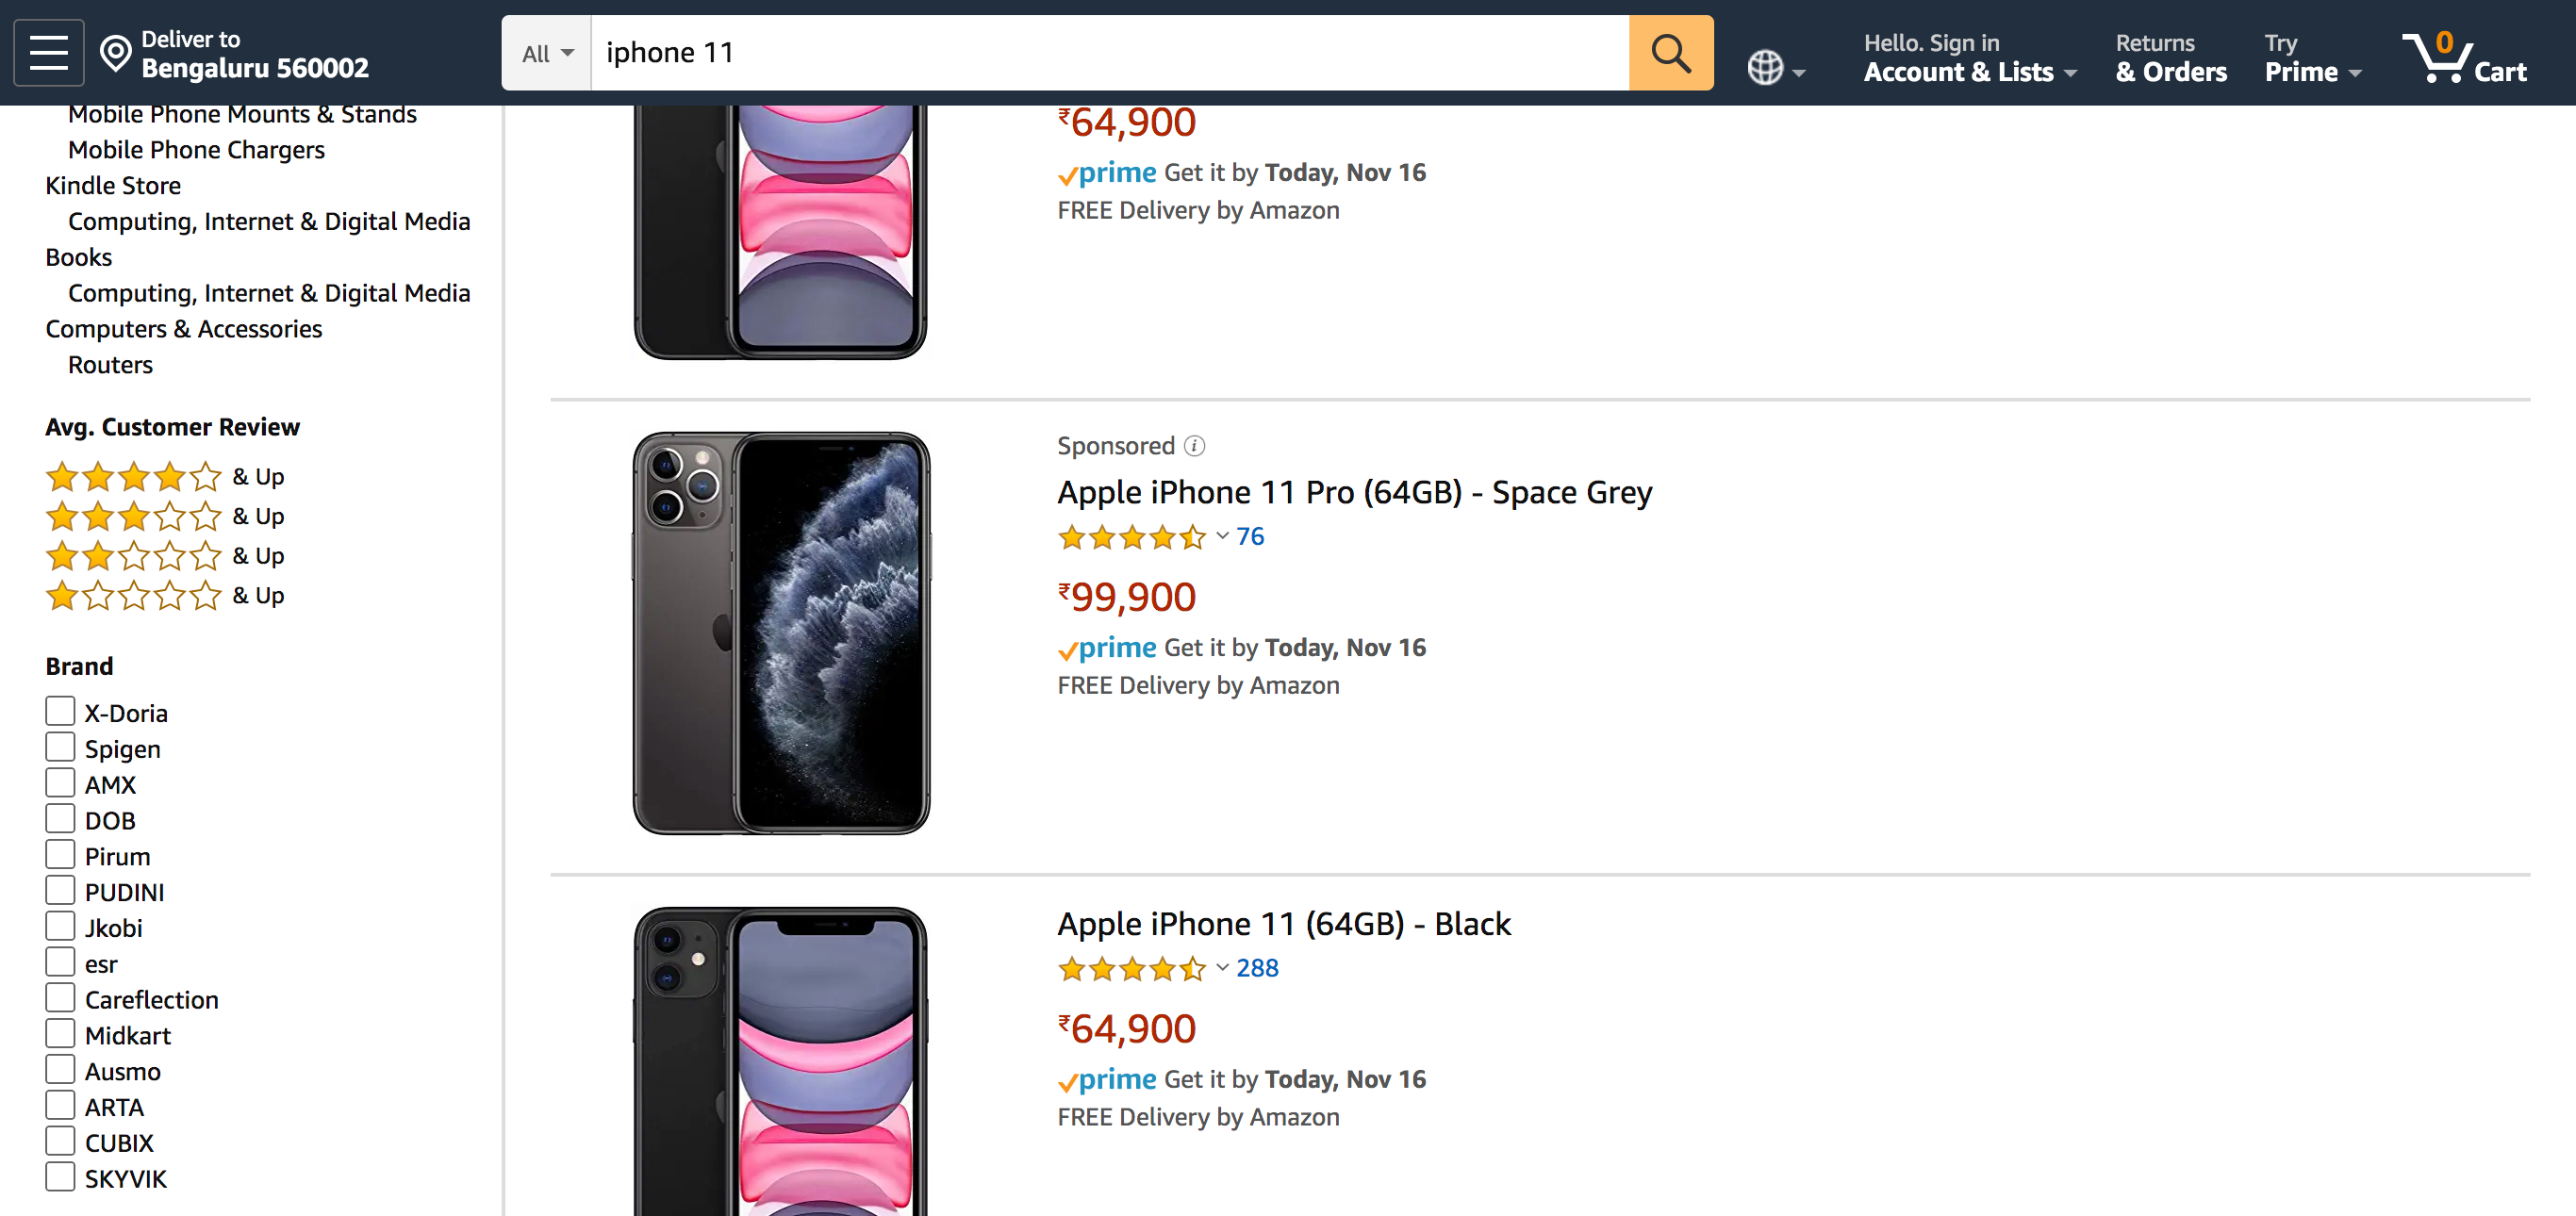 Deliver to
Bengaluru 560002
All
iphone 11
Hello. Sign in
Account & Lists
Returns
& Orders
Try
Prime
0
Cart
Mobile Phone Mounts & Stands
Mobile Phone Chargers
Kindle Store
Computing, Internet & Digital Media
Books
Computing, Internet & Digital Media
Computers & Accessories
Routers
Avg. Customer Review
& Up
& Up
& Up
& Up
Brand
X-Doria
Spigen
AMX
DOB
Pirum
PUDINI
Jkobi
esr
Careflection
Midkart
Ausmo
ARTA
CUBIX
SKYVIK
₹64,900
prime Get it by Today, Nov 16
FREE Delivery by Amazon
Sponsored i
Apple iPhone 11 Pro (64GB) - Space Grey
76
₹99,900
prime Get it by Today, Nov 16
FREE Delivery by Amazon
Apple iPhone 11 (64GB) - Black
288
₹64,900
prime Get it by Today, Nov 16
FREE Delivery by Amazon